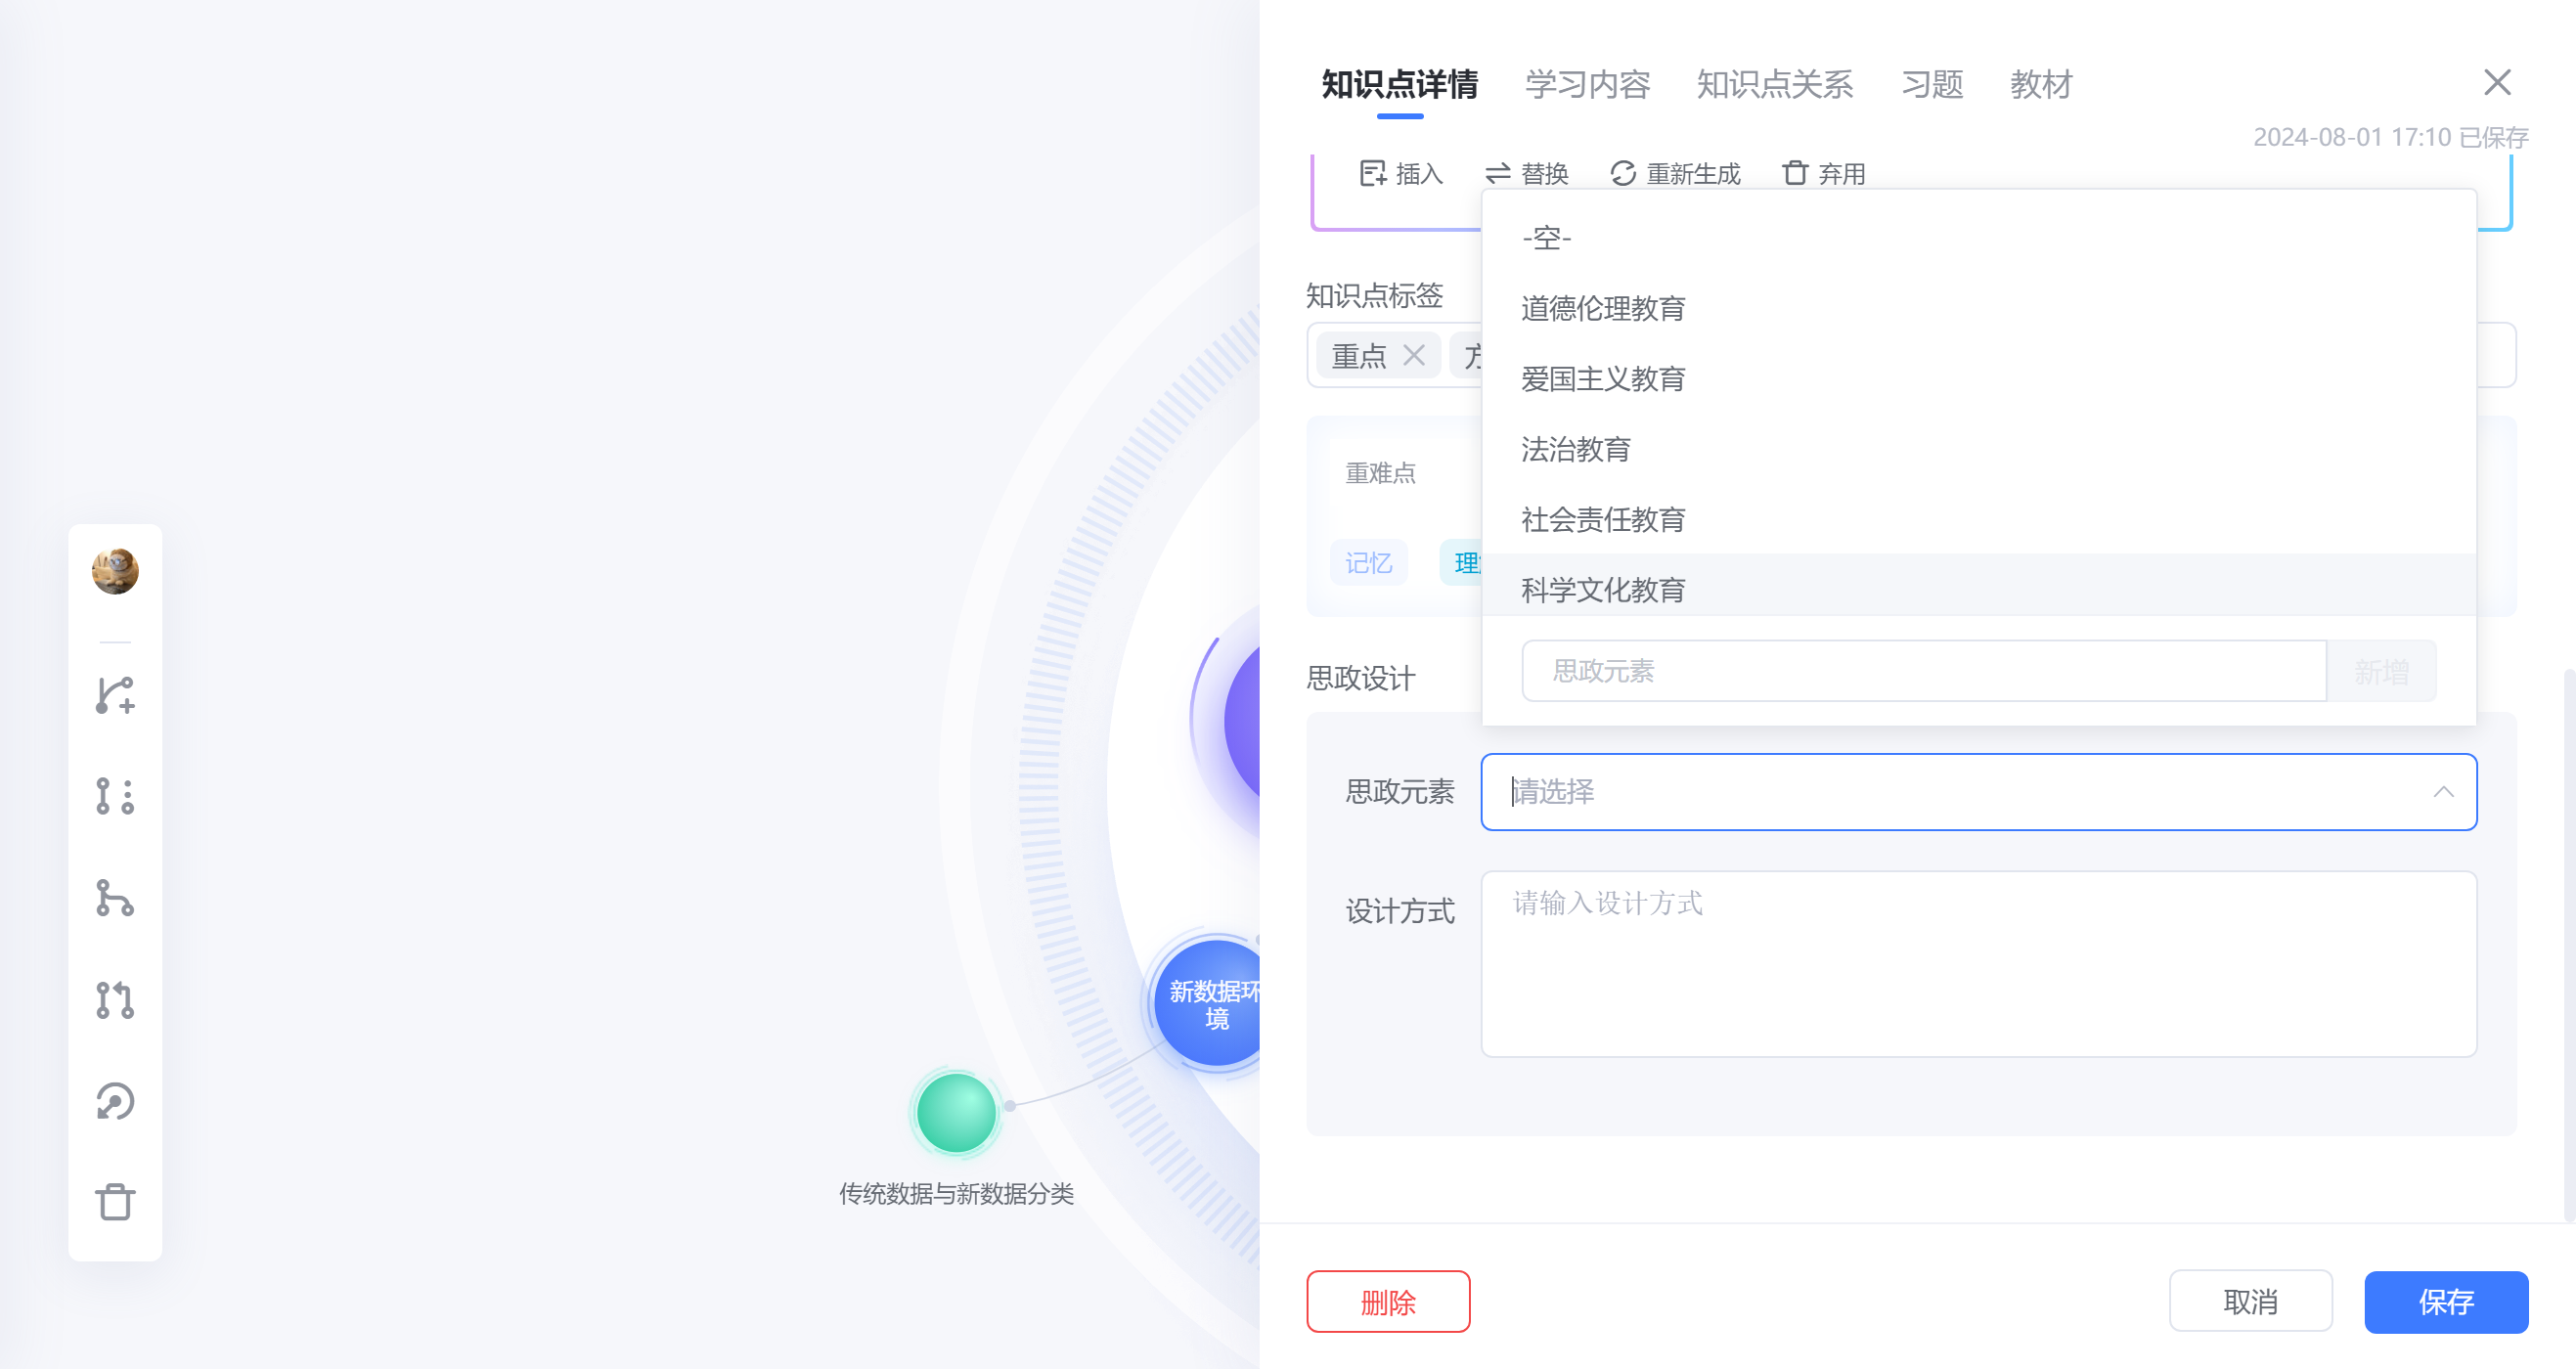 知识点详情 学习内容 知识点关系 习题 教材
2024-08-01 17:10 已保存
插入 替换 重新生成 弃用
知识点标签
重点
重难点
记忆
-空-
道德伦理教育
爱国主义教育
法治教育
社会责任教育
科学文化教育
思政元素 新增
思政设计
思政元素 请选择
设计方式 请输入设计方式
新数据环
境
传统数据与新数据分类
删除 取消 保存